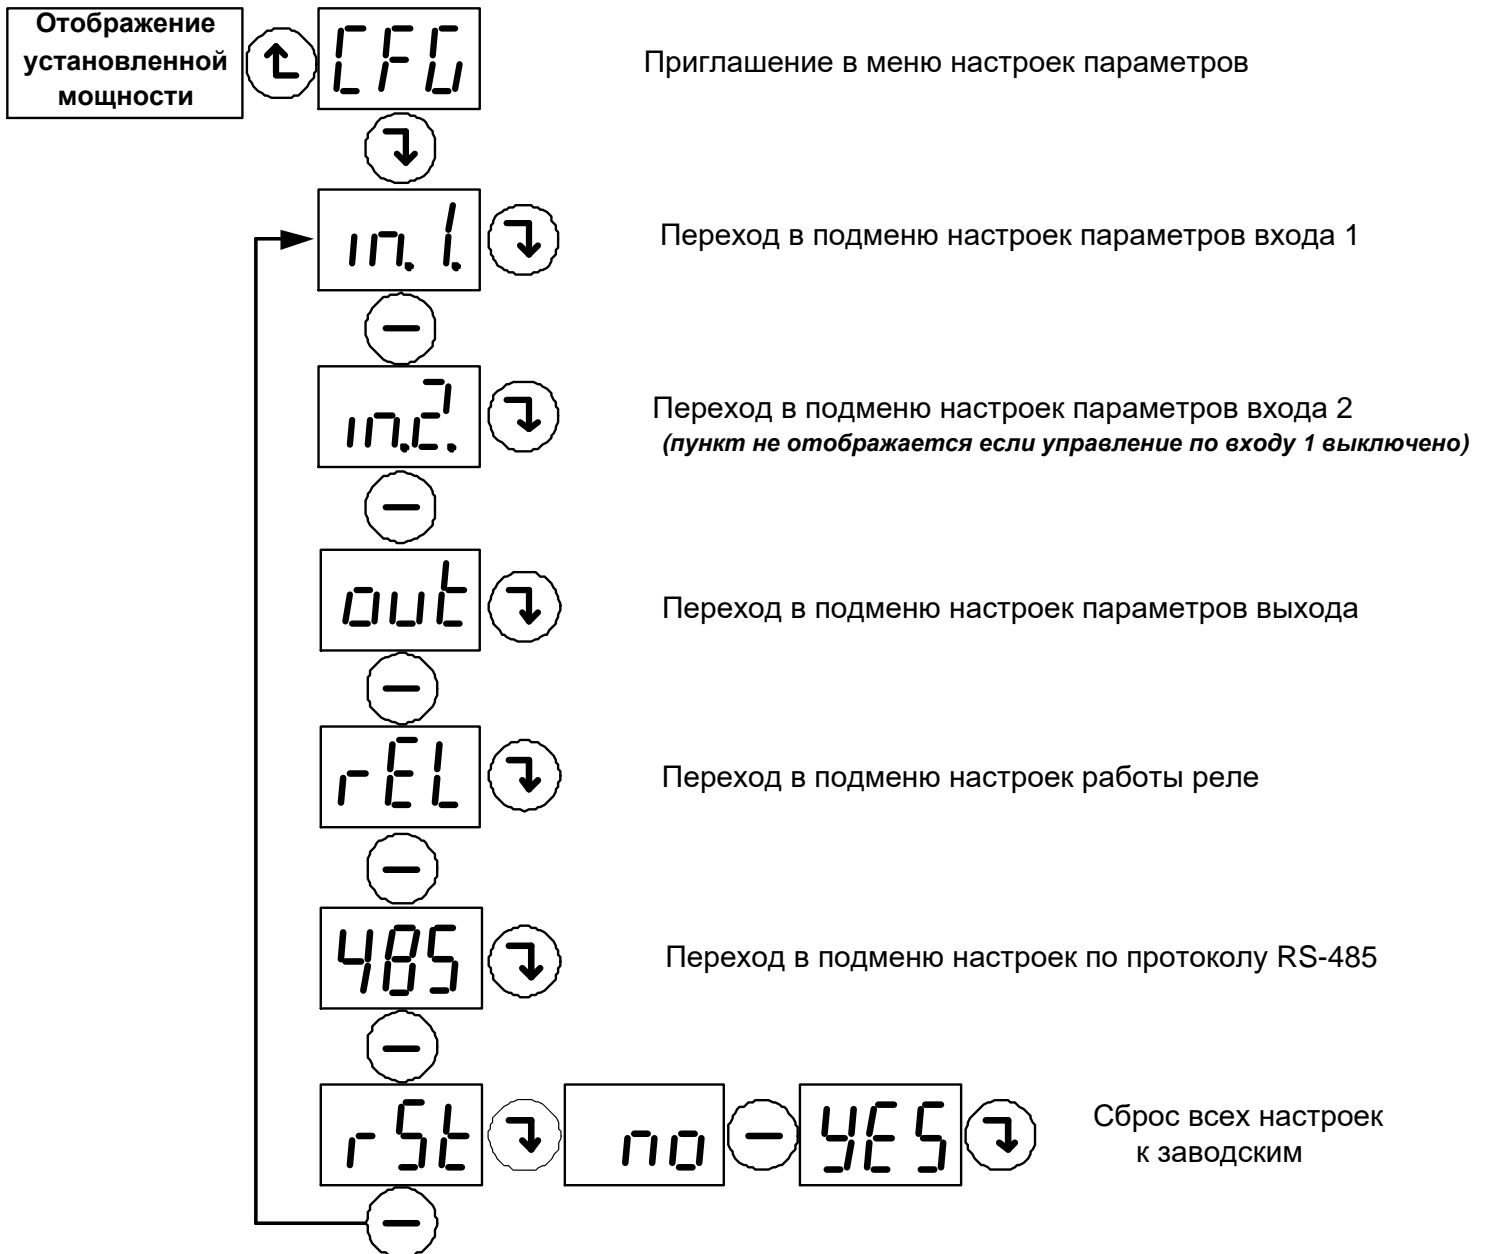 Отображение
установленной
мощности
CFG
Приглашение в меню настроек параметров
in.1.
Переход в подменю настроек параметров входа 1
in.2.
Переход в подменю настроек параметров входа 2
(пункт не отображается если управление по входу 1 выключено)
out
Переход в подменю настроек параметров выхода
rEL
Переход в подменю настроек работы реле
485
Переход в подменю настроек по протоколу RS-485
rSt
no
YES
Сброс всех настроек
к заводским